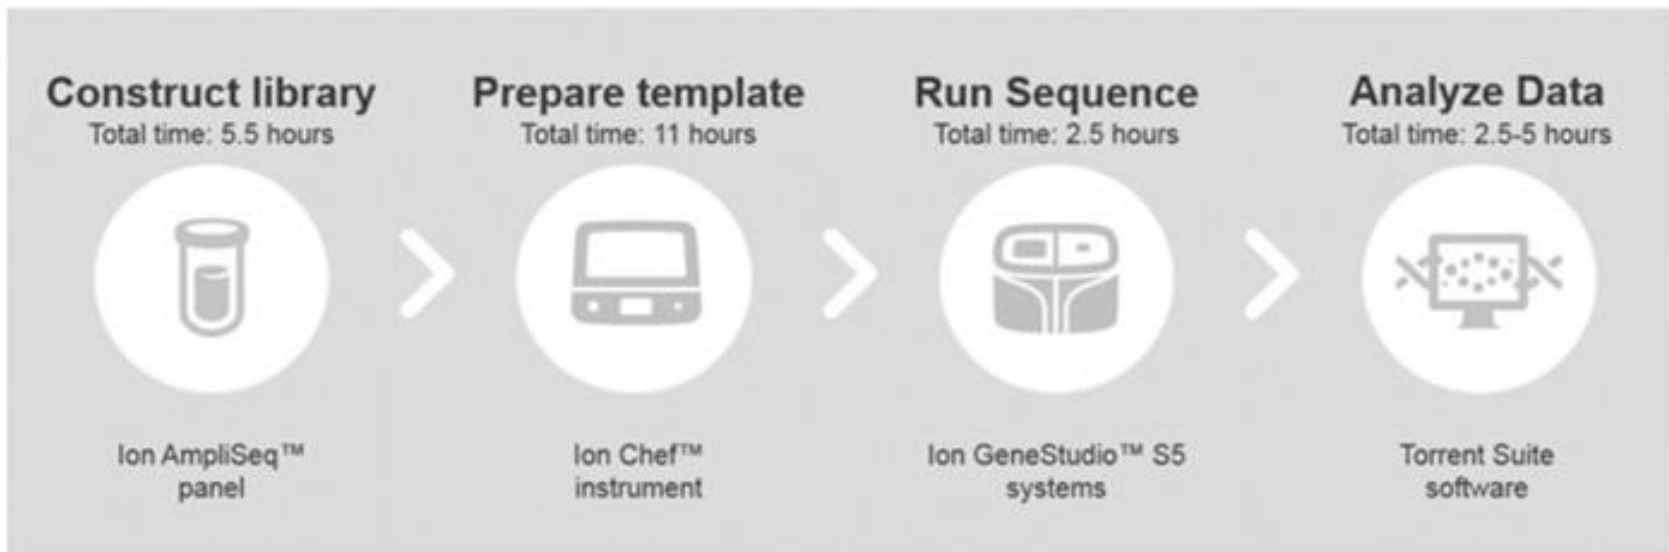 Construct library
Total time: 5.5 hours
Ion AmpliSeq™
panel
Prepare template
Total time: 11 hours
Ion Chef™
instrument
Run Sequence
Total time: 2.5 hours
Ion GeneStudio™ S5
systems
Analyze Data
Total time: 2.5-5 hours
Torrent Suite
software